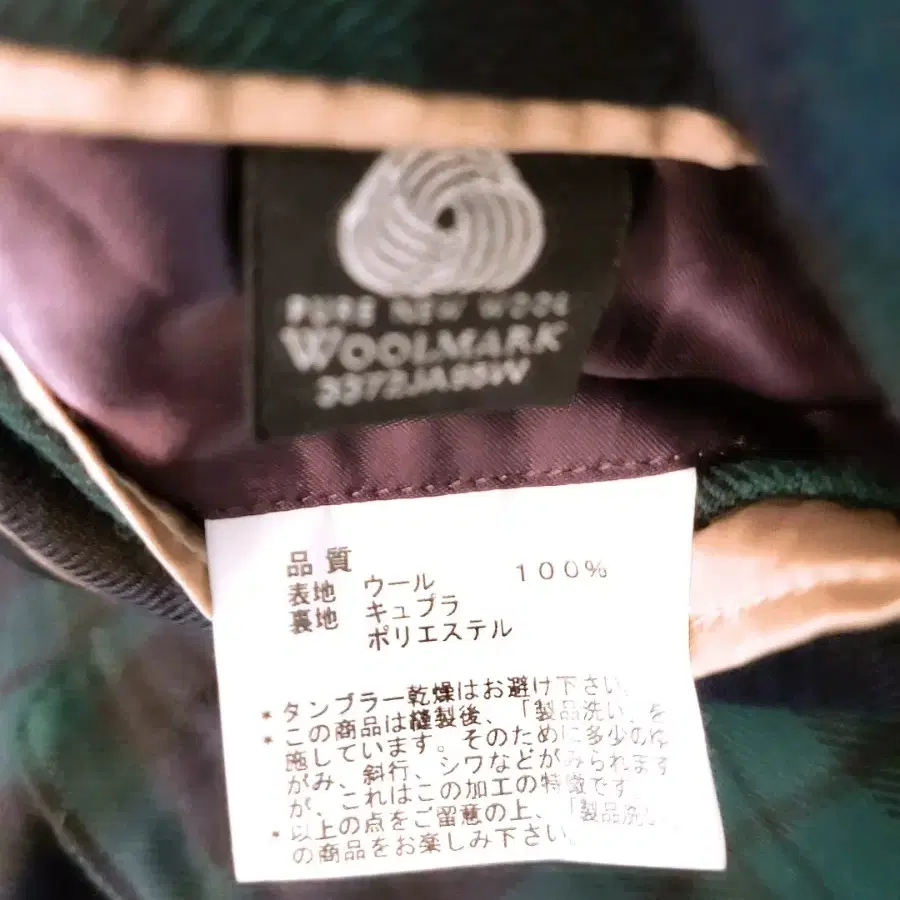 PURE NEW WOOL
WOOLMARK
3372JA95W
品質
表地 ウール 100%
裏地 キュプラ
ポリエステル
* タンブラー乾燥はお避け下さい。
* この商品は縫製後、「製品洗い」を
施しています。そのために多少のゆ
がみ、斜行、シワなどがみられます
が、これはこの加工の特徴です。
* 以上の点をご留意の上、「製品洗い」
の商品をお楽しみ下さい。